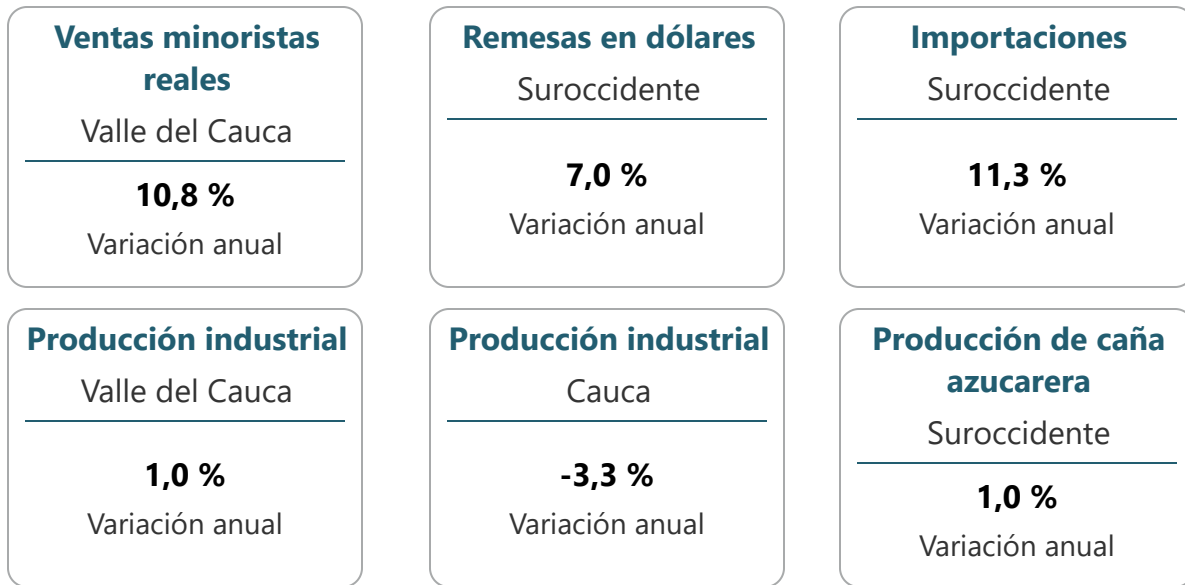 Ventas minoristas
reales
Valle del Cauca
10,8 %
Variación anual
Remesas en dólares
Suroccidente
7,0 %
Variación anual
Importaciones
Suroccidente
11,3 %
Variación anual
Producción industrial
Valle del Cauca
1,0 %
Variación anual
Producción industrial
Cauca
-3,3 %
Variación anual
Producción de caña
azucarera
Suroccidente
1,0 %
Variación anual